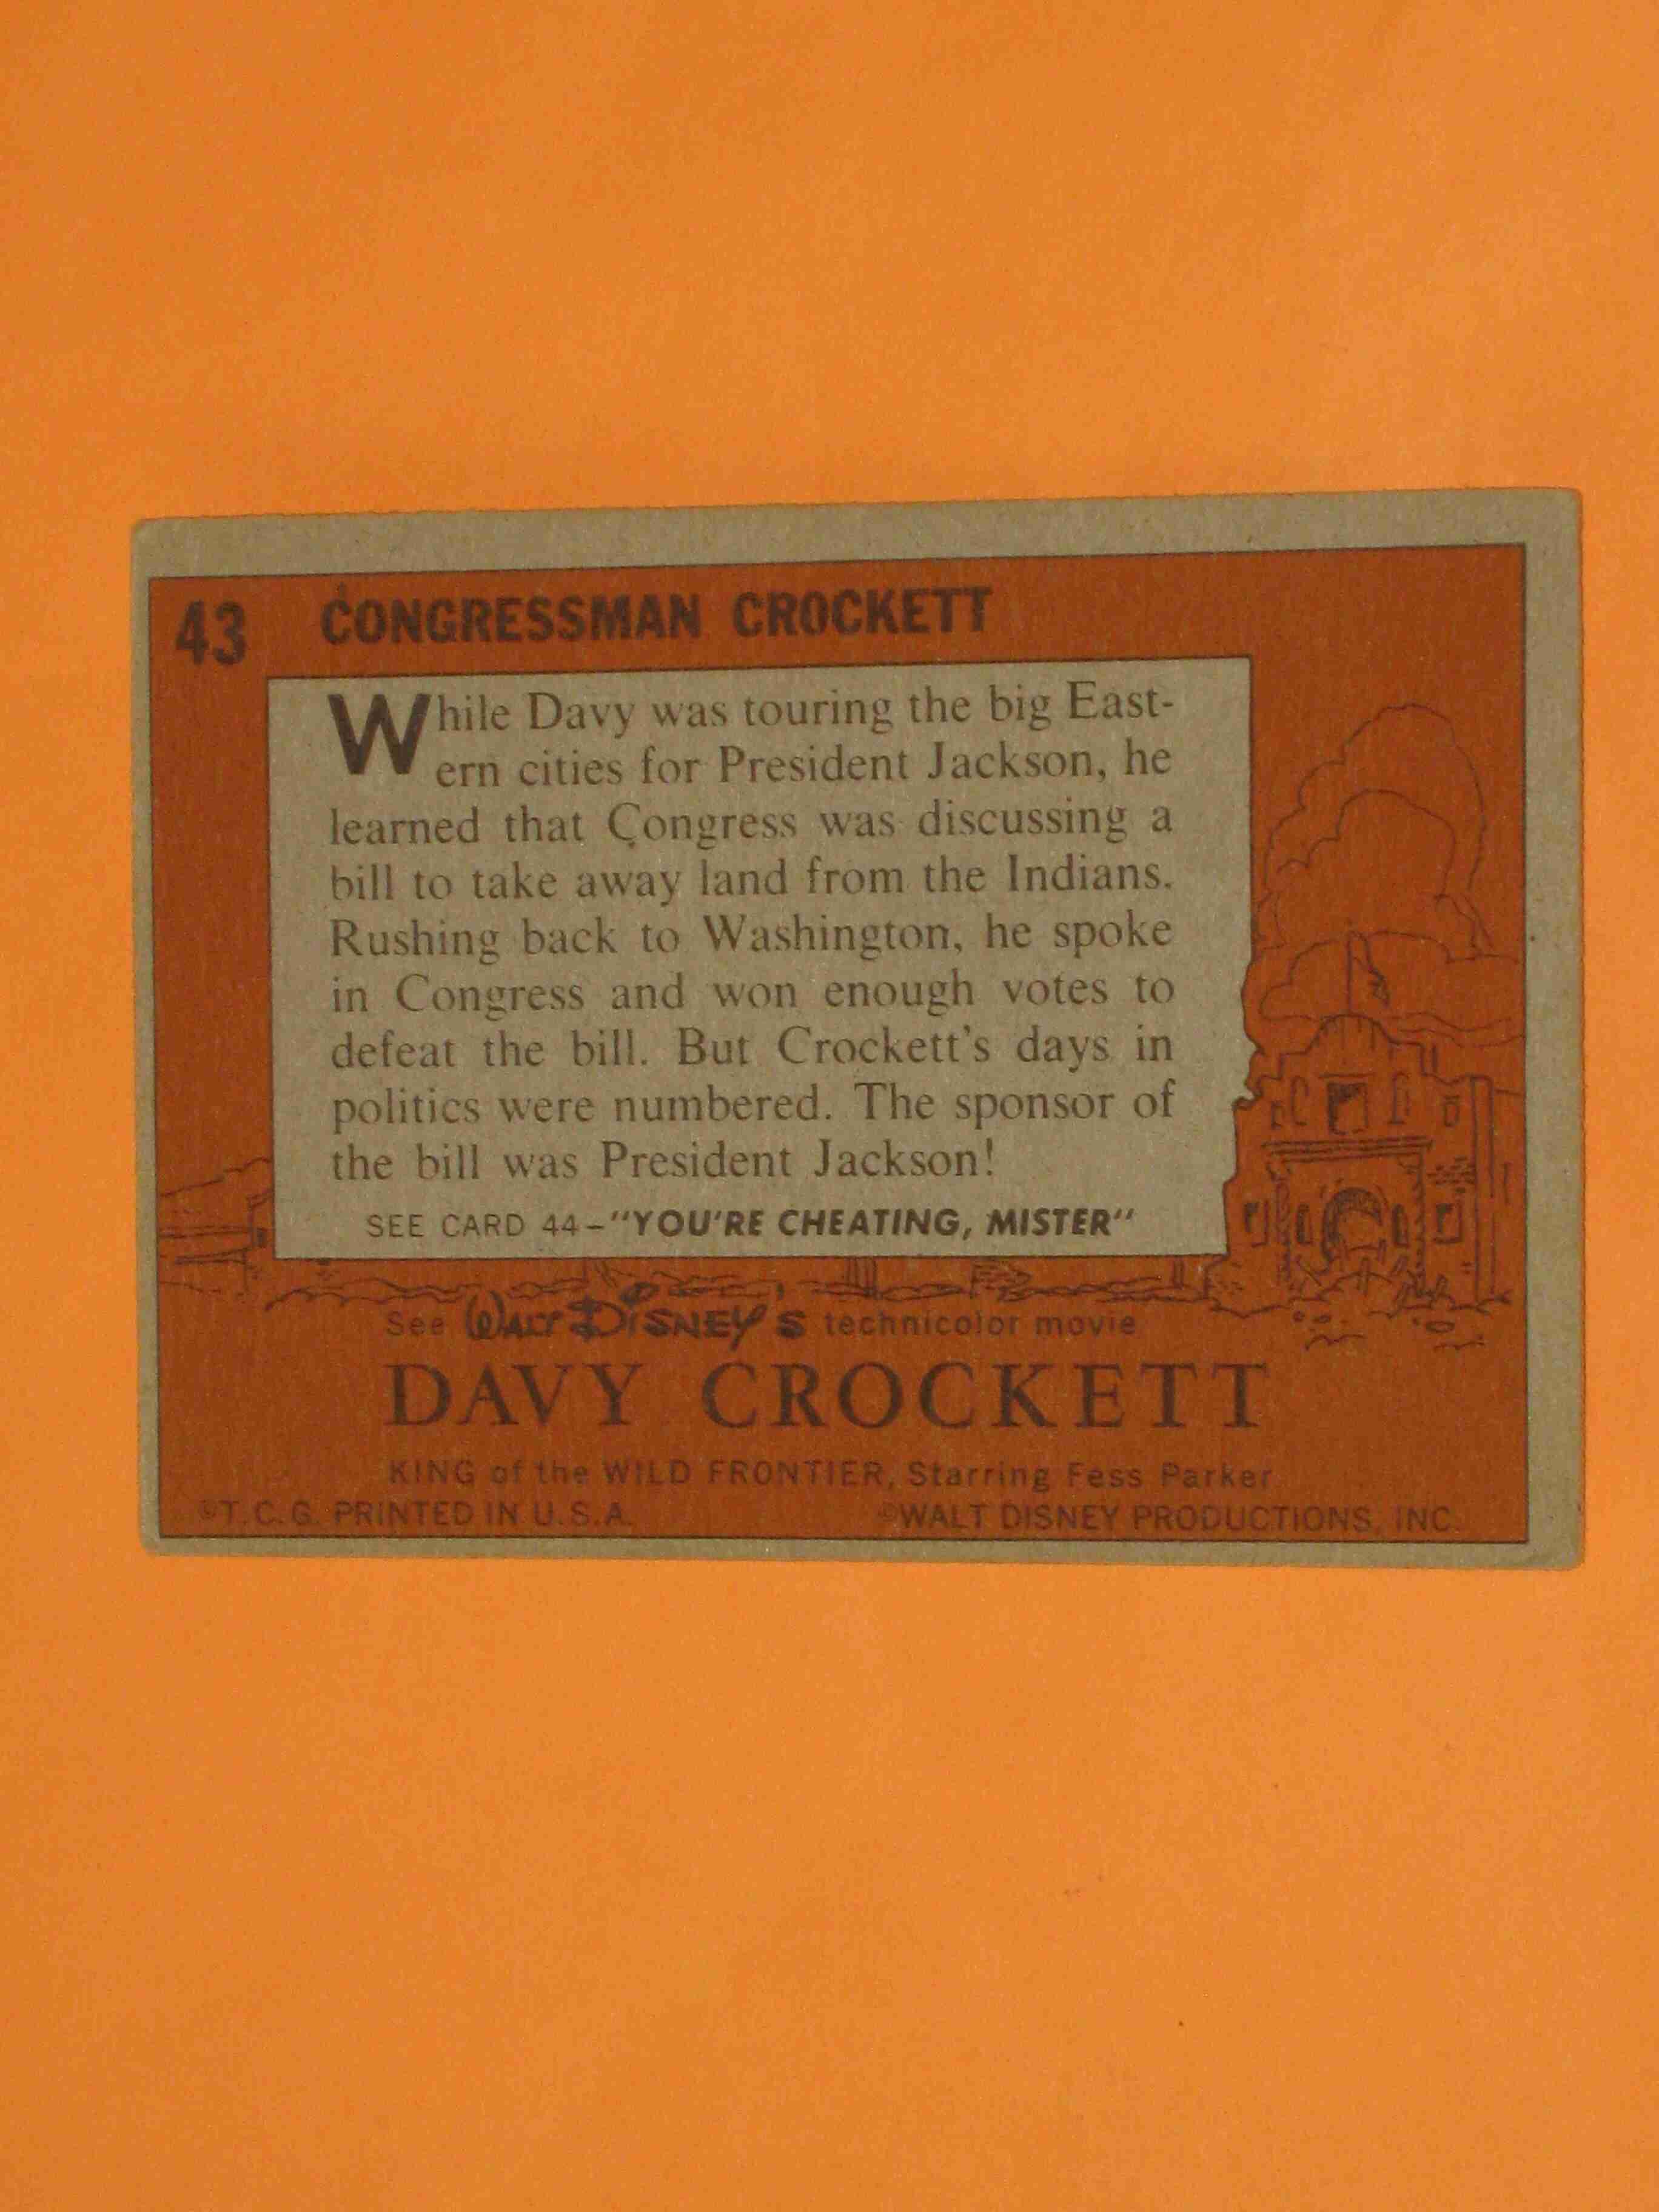 43 CONGRESSMAN CROCKETT
While Davy was touring the big East-
ern cities for President Jackson, he
learned that Congress was discussing a
bill to take away land from the Indians.
Rushing back to Washington, he spoke
in Congress and won enough votes to
defeat the bill. But Crockett's days in
politics were numbered. The sponsor of
the bill was President Jackson!
SEE CARD 44–"YOU'RE CHEATING, MISTER"
See WALT DISNEY'S technicolor movie
DAVY CROCKETT
KING of the WILD FRONTIER, Starring Fess Parker
©T.C.G. PRINTED IN U.S.A. ©WALT DISNEY PRODUCTIONS, INC.